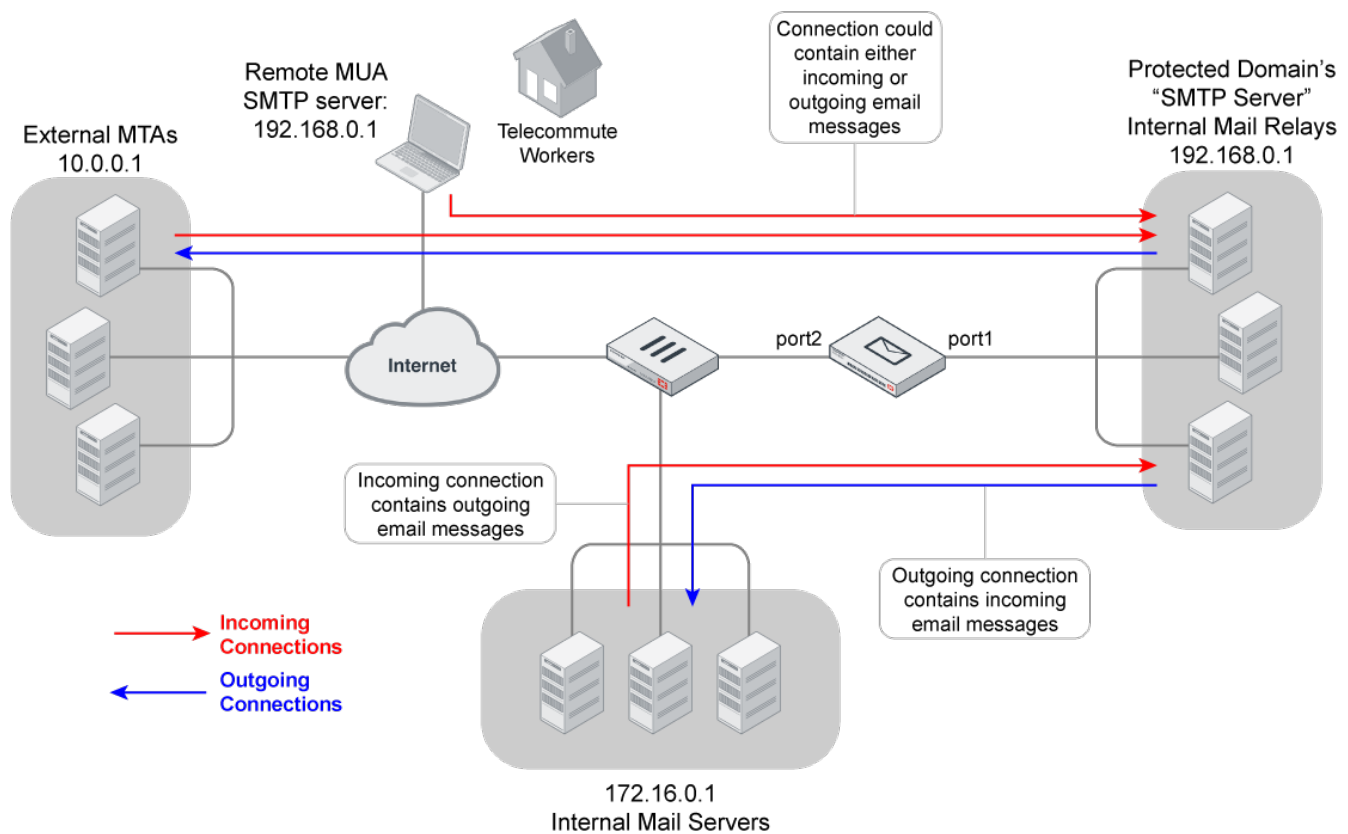 Connection could
contain either
incoming or
outgoing email
messages
Remote MUA
SMTP server:
192.168.0.1
Telecommute
Workers
Protected Domain's
“SMTP Server”
Internal Mail Relays
192.168.0.1
External MTAs
10.0.0.1
Internet
port2
port1
Incoming connection
contains outgoing
email messages
Outgoing connection
contains incoming
email messages
Incoming
Connections
Outgoing
Connections
172.16.0.1
Internal Mail Servers